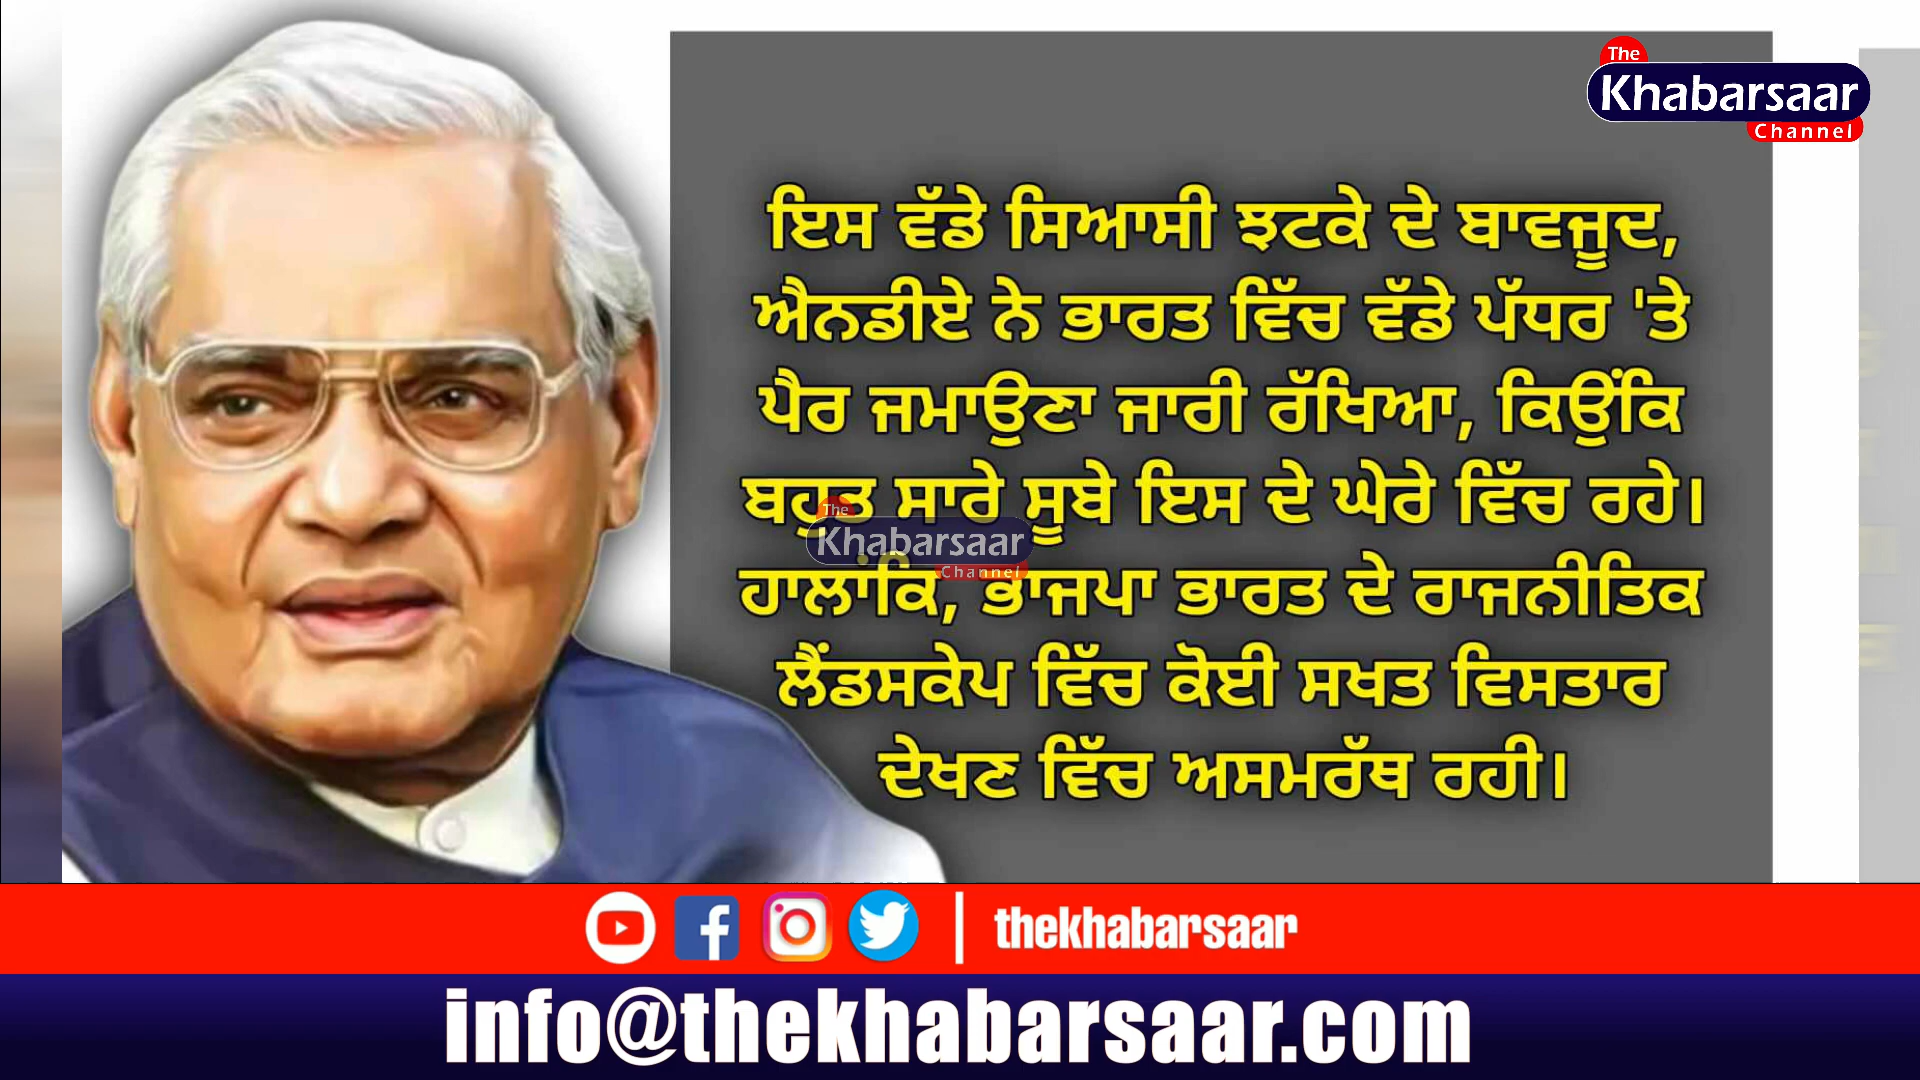 The
Khabarsaar
Channel
ਇਸ ਵੱਡੇ ਸਿਆਸੀ ਝਟਕੇ ਦੇ ਬਾਵਜੂਦ,
ਐਨਡੀਏ ਨੇ ਭਾਰਤ ਵਿੱਚ ਵੱਡੇ ਪੱਧਰ 'ਤੇ
ਪੈਰ ਜਮਾਉਣਾ ਜਾਰੀ ਰੱਖਿਆ, ਕਿਉਂਕਿ
ਬਹੁਤ ਸਾਰੇ ਸੂਬੇ ਇਸ ਦੇ ਘੇਰੇ ਵਿੱਚ ਰਹੇ।
The
Khabarsaar
Channel
ਹਾਲਾਂਕਿ, ਭਾਜਪਾ ਭਾਰਤ ਦੇ ਰਾਜਨੀਤਿਕ
ਲੈਂਡਸਕੇਪ ਵਿੱਚ ਕੋਈ ਸਖਤ ਵਿਸਤਾਰ
ਦੇਖਣ ਵਿੱਚ ਅਸਮਰੱਥ ਰਹੀ।
thekhabarsaar
info@thekhabarsaar.com